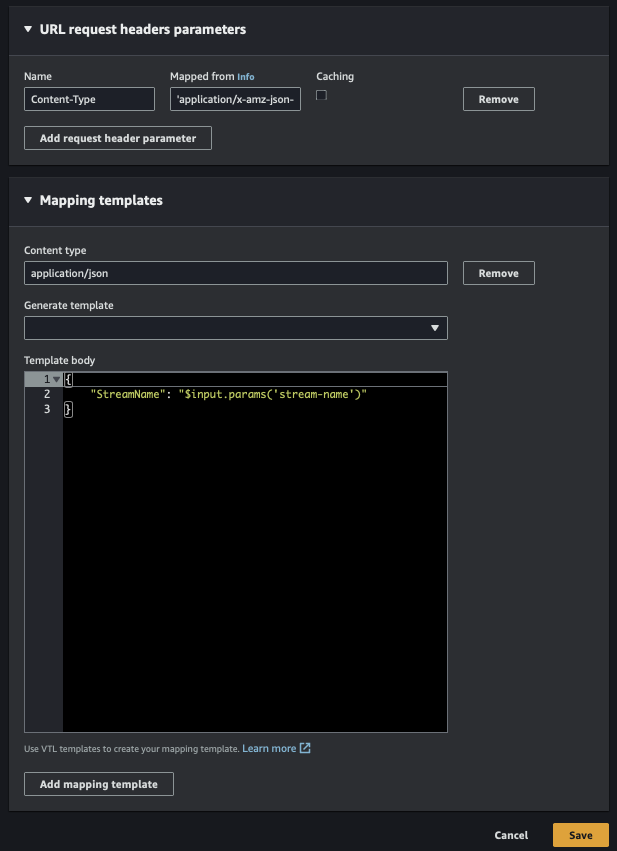 URL request headers parameters
Name Mapped from Info Caching
Content-Type 'application/x-amz-json- Remove
Add request header parameter
Mapping templates
Content type
application/json Remove
Generate template
Template body
1 {
2 "StreamName": "$input.params('stream-name')"
3 }
Use VTL templates to create your mapping template. Learn more
Add mapping template
Cancel Save